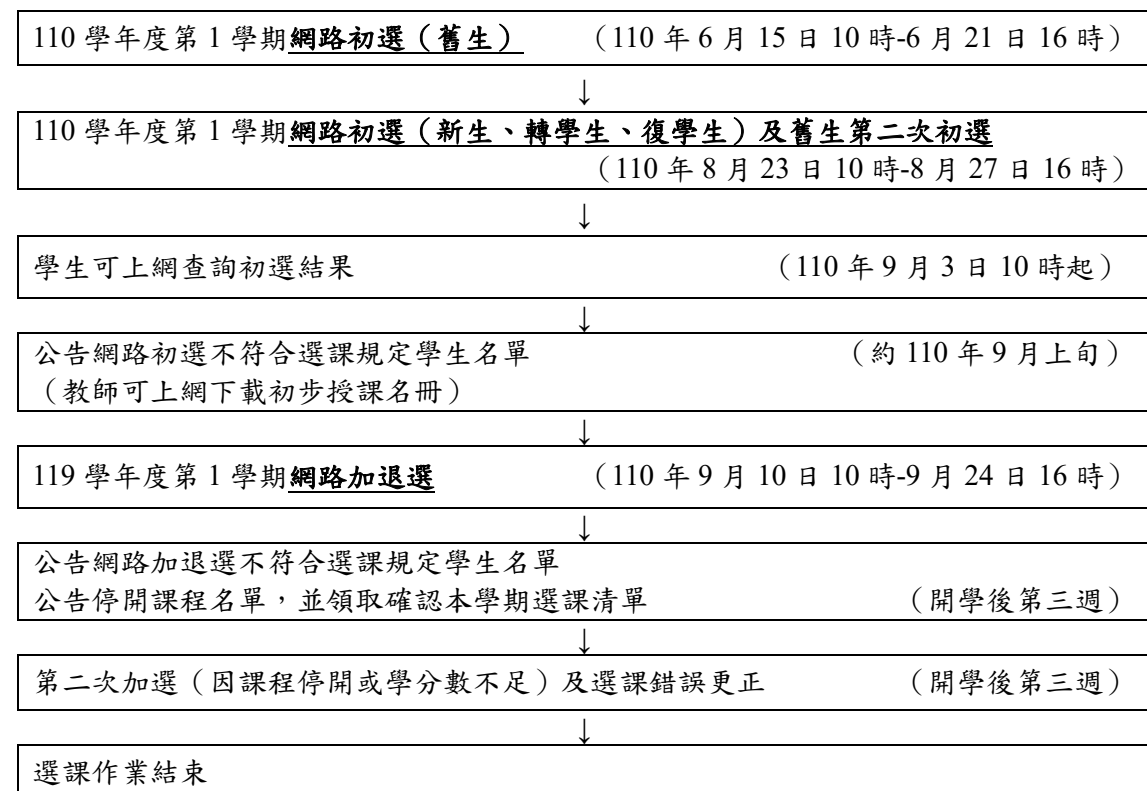 110 學年度第 1 學期網路初選（舊生） （110 年 6 月 15 日 10 時-6 月 21 日 16 時）
↓
110 學年度第 1 學期網路初選（新生、轉學生、復學生）及舊生第二次初選
（110 年 8 月 23 日 10 時-8 月 27 日 16 時）
↓
學生可上網查詢初選結果 （110 年 9 月 3 日 10 時起）
↓
公告網路初選不符合選課規定學生名單 （約 110 年 9 月上旬）
（教師可上網下載初步授課名冊）
↓
119 學年度第 1 學期網路加退選 （110 年 9 月 10 日 10 時-9 月 24 日 16 時）
↓
公告網路加退選不符合選課規定學生名單
公告停開課程名單，並領取確認本學期選課清單 （開學後第三週）
↓
第二次加選（因課程停開或學分數不足）及選課錯誤更正 （開學後第三週）
↓
選課作業結束